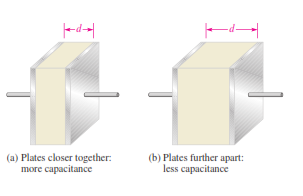 d
d
(a) Plates closer together:
more capacitance
(b) Plates further apart:
less capacitance